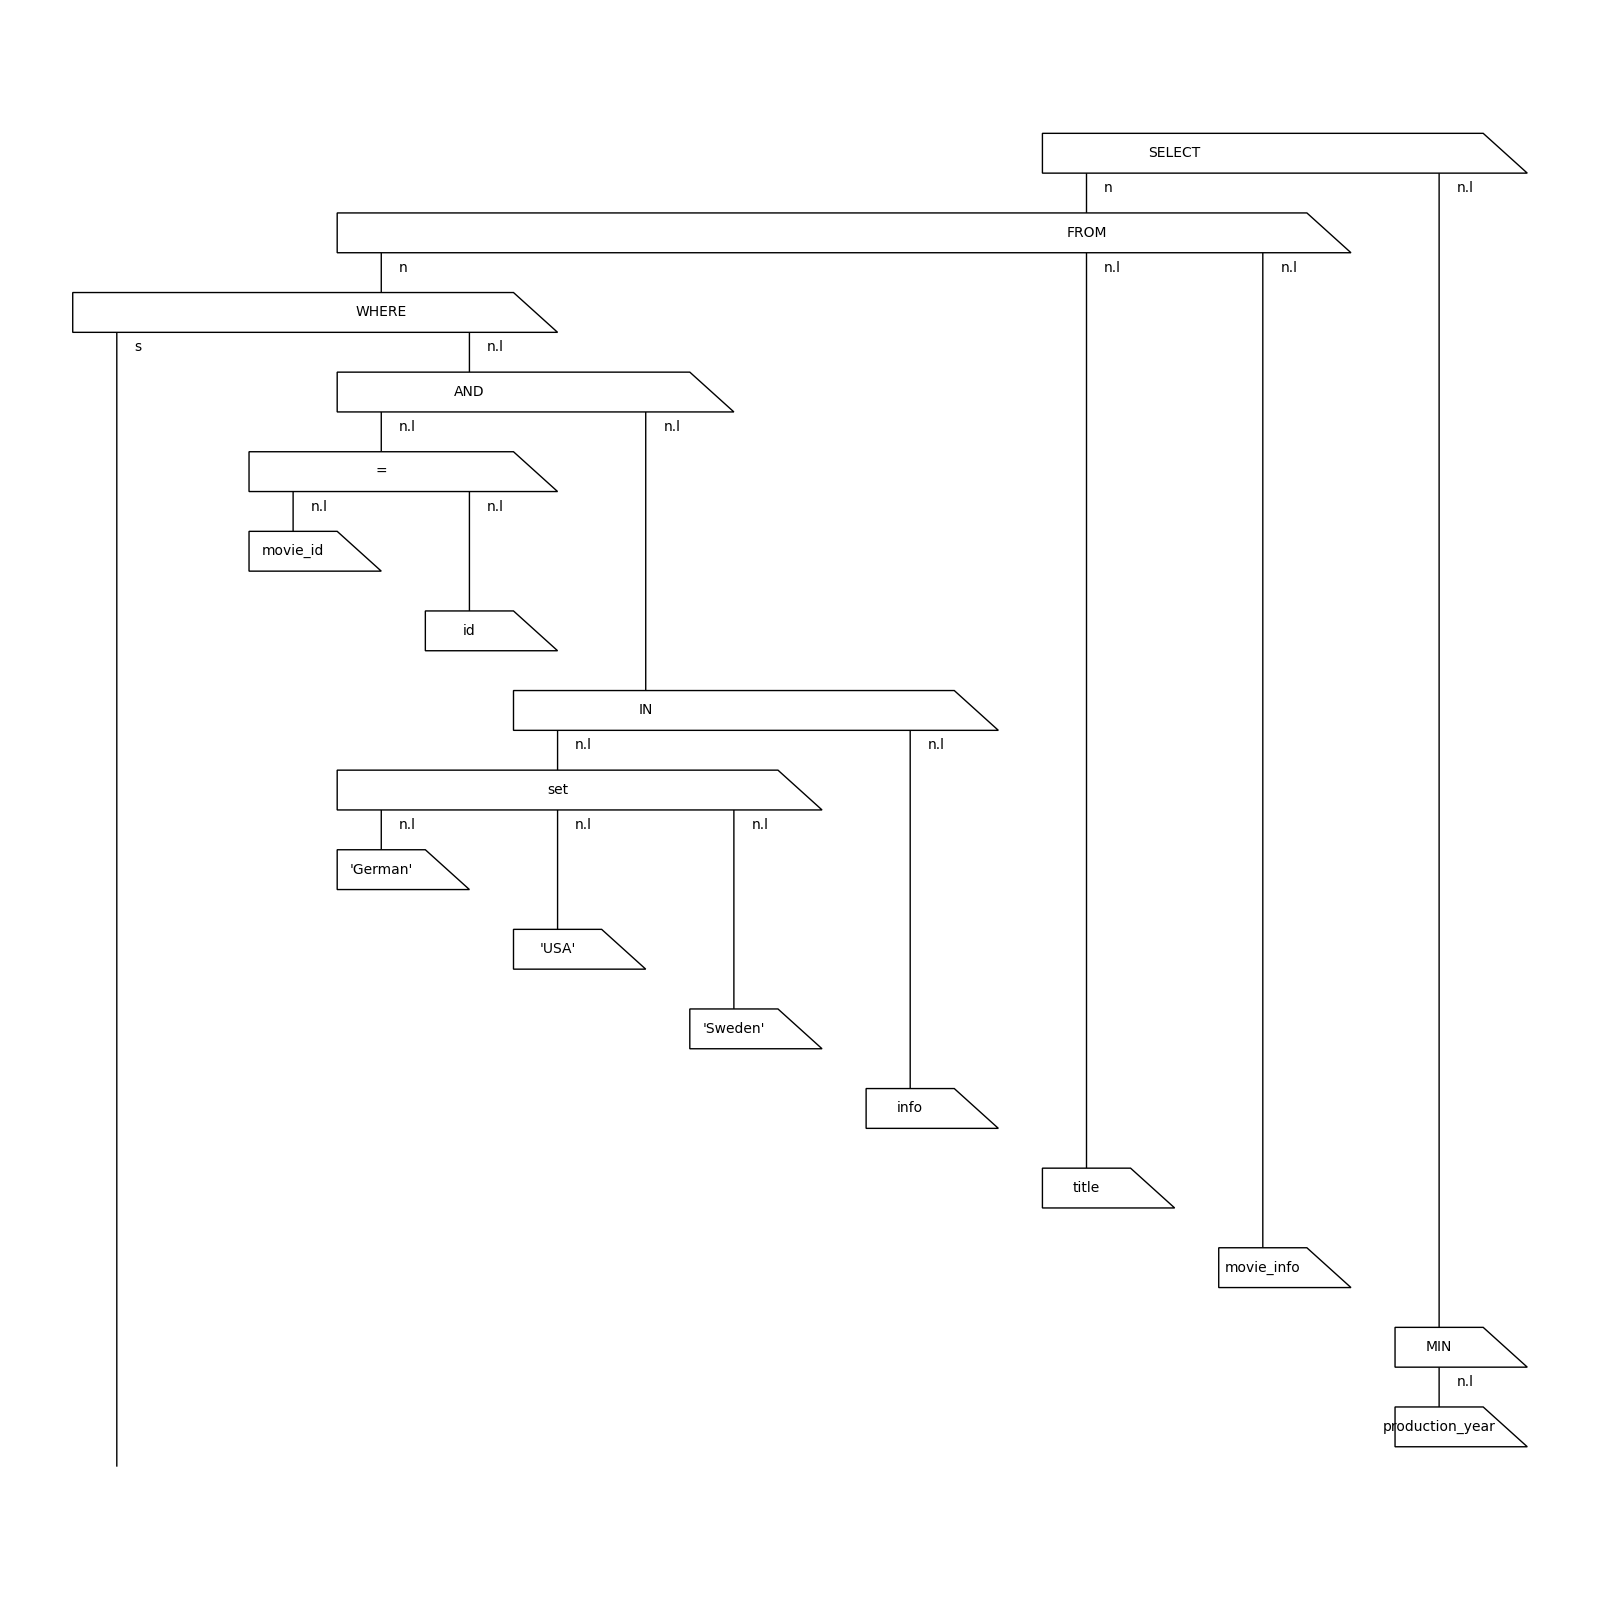 SELECT
n n.l
FROM
n n.l n.l
WHERE
s n.l
AND
n.l n.l
=
n.l n.l
movie_id
id
IN
n.l n.l
set
n.l n.l n.l
'German'
'USA'
'Sweden'
info
title
movie_info
MIN
n.l
production_year